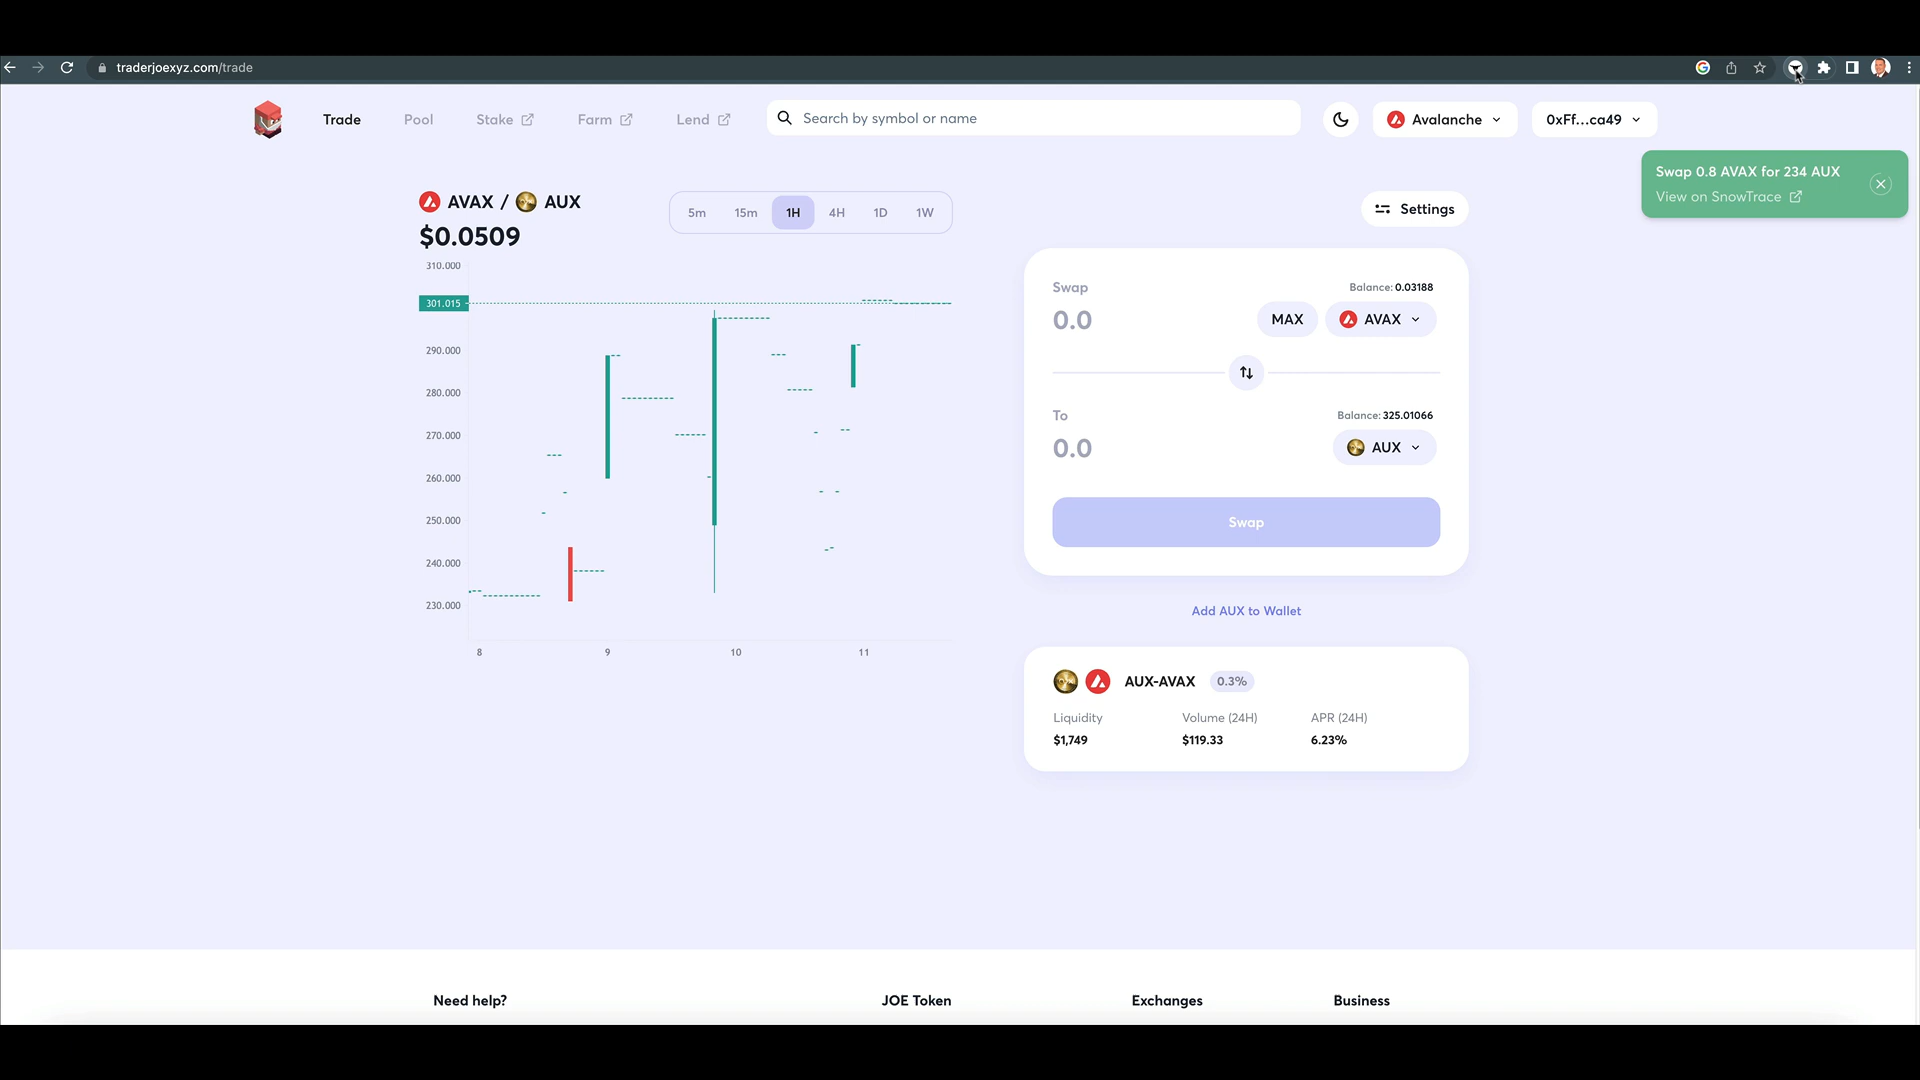 traderjoexyz.com/trade
Trade
Pool
Stake
Farm
Lend
Search by symbol or name
Avalanche
0xFf...ca49
Swap 0.8 AVAX for 234 AUX
View on SnowTrace
AVAX / AUX
$0.0509
5m 15m 1H 4H 1D 1W
Settings
310.000
301.015
290.000
280.000
270.000
260.000
250.000
240.000
230.000
8 9 10 11
Swap
Balance: 0.03188
0.0
MAX
AVAX
To
Balance: 325.01066
0.0
AUX
Swap
Add AUX to Wallet
AUX-AVAX 0.3%
Liquidity Volume (24H) APR (24H)
$1,749 $119.33 6.23%
Need help? JOE Token Exchanges Business